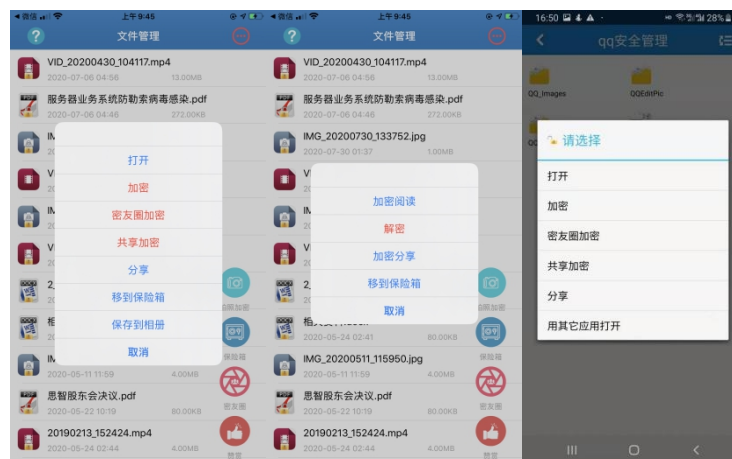 微信
上午9:45
文件管理
VID_20200430_104117.mp4
2020-07-06 04:56
13.00MB
服务器业务系统防勒索病毒感染.pdf
2020-07-06 04:46
272.00KB
打开
加密
密友圈加密
共享加密
分享
移到保险箱
保存到相册
取消
2020-05-11 11:59
4.00MB
保险箱
思智股东会决议.pdf
2020-05-22 10:19
80.00KB
密友圈
20190213_152424.mp4
2020-05-24 02:44
4.00MB
微信
上午9:45
文件管理
VID_20200430_104117.mp4
2020-07-06 04:56
13.00MB
服务器业务系统防勒索病毒感染.pdf
2020-07-06 04:46
272.00KB
IMG_20200730_133752.jpg
2020-07-30 01:37
1.00MB
加密阅读
解密
加密分享
移到保险箱
取消
2020-05-24 02:41
80.00KB
IMG_20200511_115950.jpg
2020-05-11 11:59
4.00MB
保险箱
思智股东会决议.pdf
2020-05-22 10:19
80.00KB
密友圈
20190213_152424.mp4
2020-05-24 02:44
4.00MB
16:50
28%
qq安全管理
QQ_Images
QQEditPic
请选择
打开
加密
密友圈加密
共享加密
分享
用其它应用打开